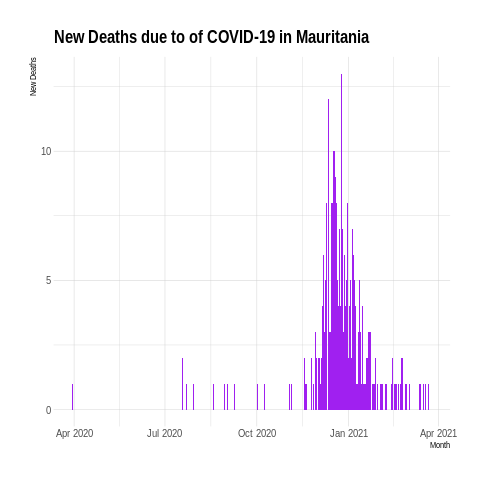 New Deaths due to of COVID-19 in Mauritania
New Deaths
10
5
0
Apr 2020 Jul 2020 Oct 2020 Jan 2021 Apr 2021
Month